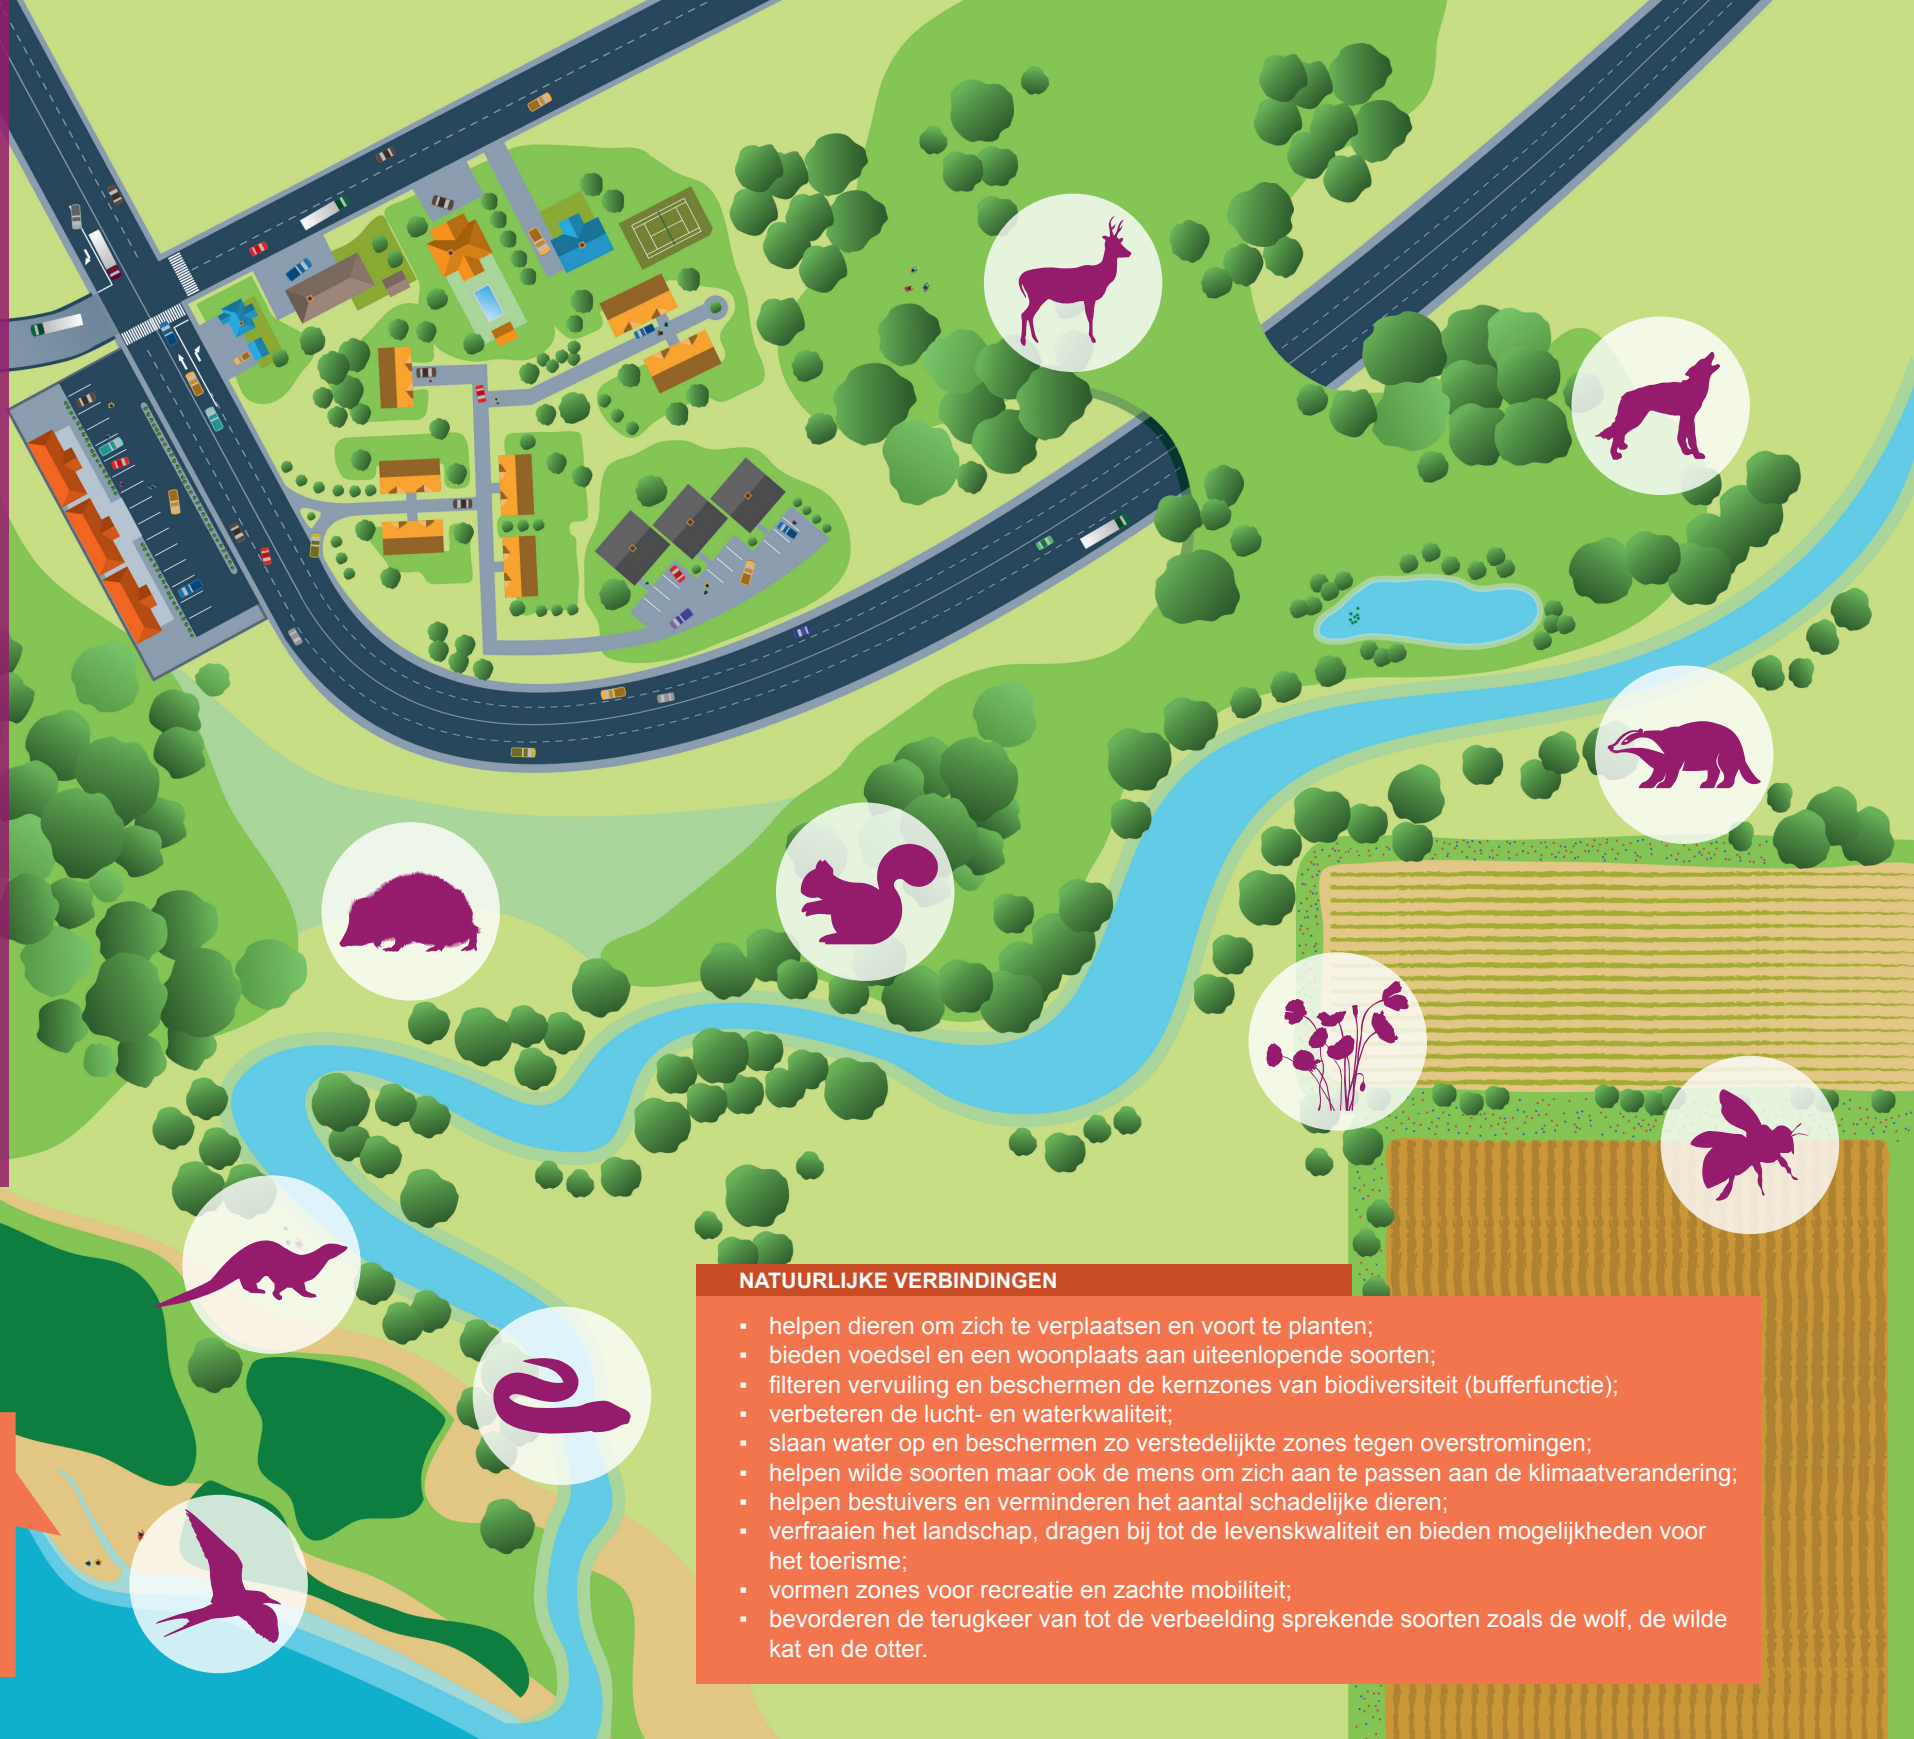 NATUURLIJKE VERBINDINGEN
▪ helpen dieren om zich te verplaatsen en voort te planten;
▪ bieden voedsel en een woonplaats aan uiteenlopende soorten;
▪ filteren vervuiling en beschermen de kernzones van biodiversiteit (bufferfunctie);
▪ verbeteren de lucht- en waterkwaliteit;
▪ slaan water op en beschermen zo verstedelijkte zones tegen overstromingen;
▪ helpen wilde soorten maar ook de mens om zich aan te passen aan de klimaatverandering;
▪ helpen bestuivers en verminderen het aantal schadelijke dieren;
▪ verfraaien het landschap, dragen bij tot de levenskwaliteit en bieden mogelijkheden voor
het toerisme;
▪ vormen zones voor recreatie en zachte mobiliteit;
▪ bevorderen de terugkeer van tot de verbeelding sprekende soorten zoals de wolf, de wilde
kat en de otter.